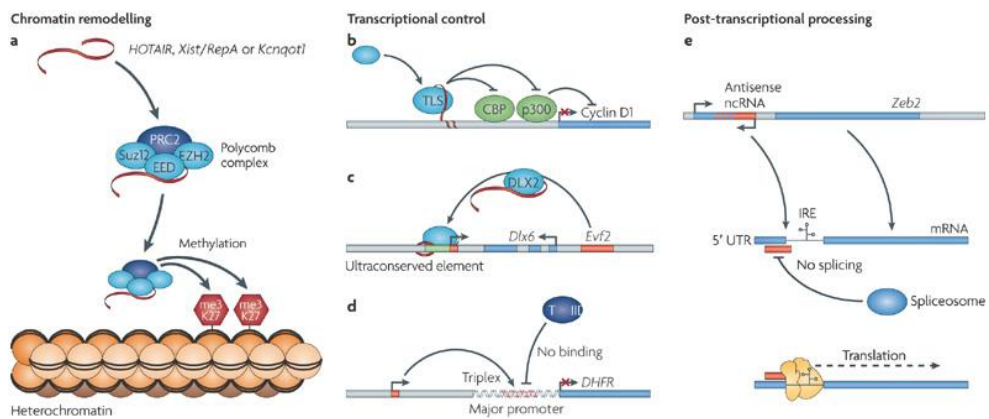 Chromatin remodelling
a
HOTAIR, Xist/RepA or Kcnqot1
PRC2
Suz12
EZH2
EED
Polycomb
complex
Methylation
me3
K27
me3
K27
Heterochromatin
Transcriptional control
b
TLS
CBP
p300
Cyclin D1
c
DLX2
Dlx6
Evf2
Ultraconserved element
d
T IID
No binding
Triplex
DHFR
Major promoter
Post-transcriptional processing
e
Antisense
ncRNA
Zeb2
IRE
5′ UTR
mRNA
No splicing
Spliceosome
Translation